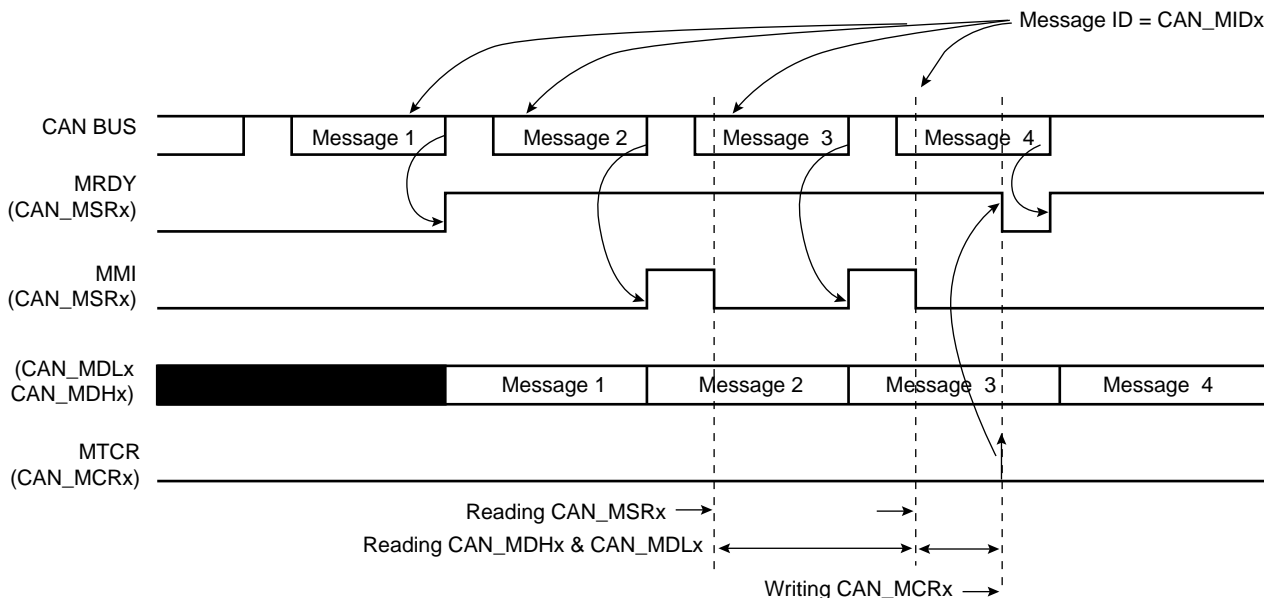 Message ID = CAN_MIDx
CAN BUS
Message 1
Message 2
Message 3
Message 4
MRDY
(CAN_MSRx)
MMI
(CAN_MSRx)
(CAN_MDLx
CAN_MDHx)
Message 1
Message 2
Message 3
Message 4
MTCR
(CAN_MCRx)
Reading CAN_MSRx
Reading CAN_MDHx & CAN_MDLx
Writing CAN_MCRx